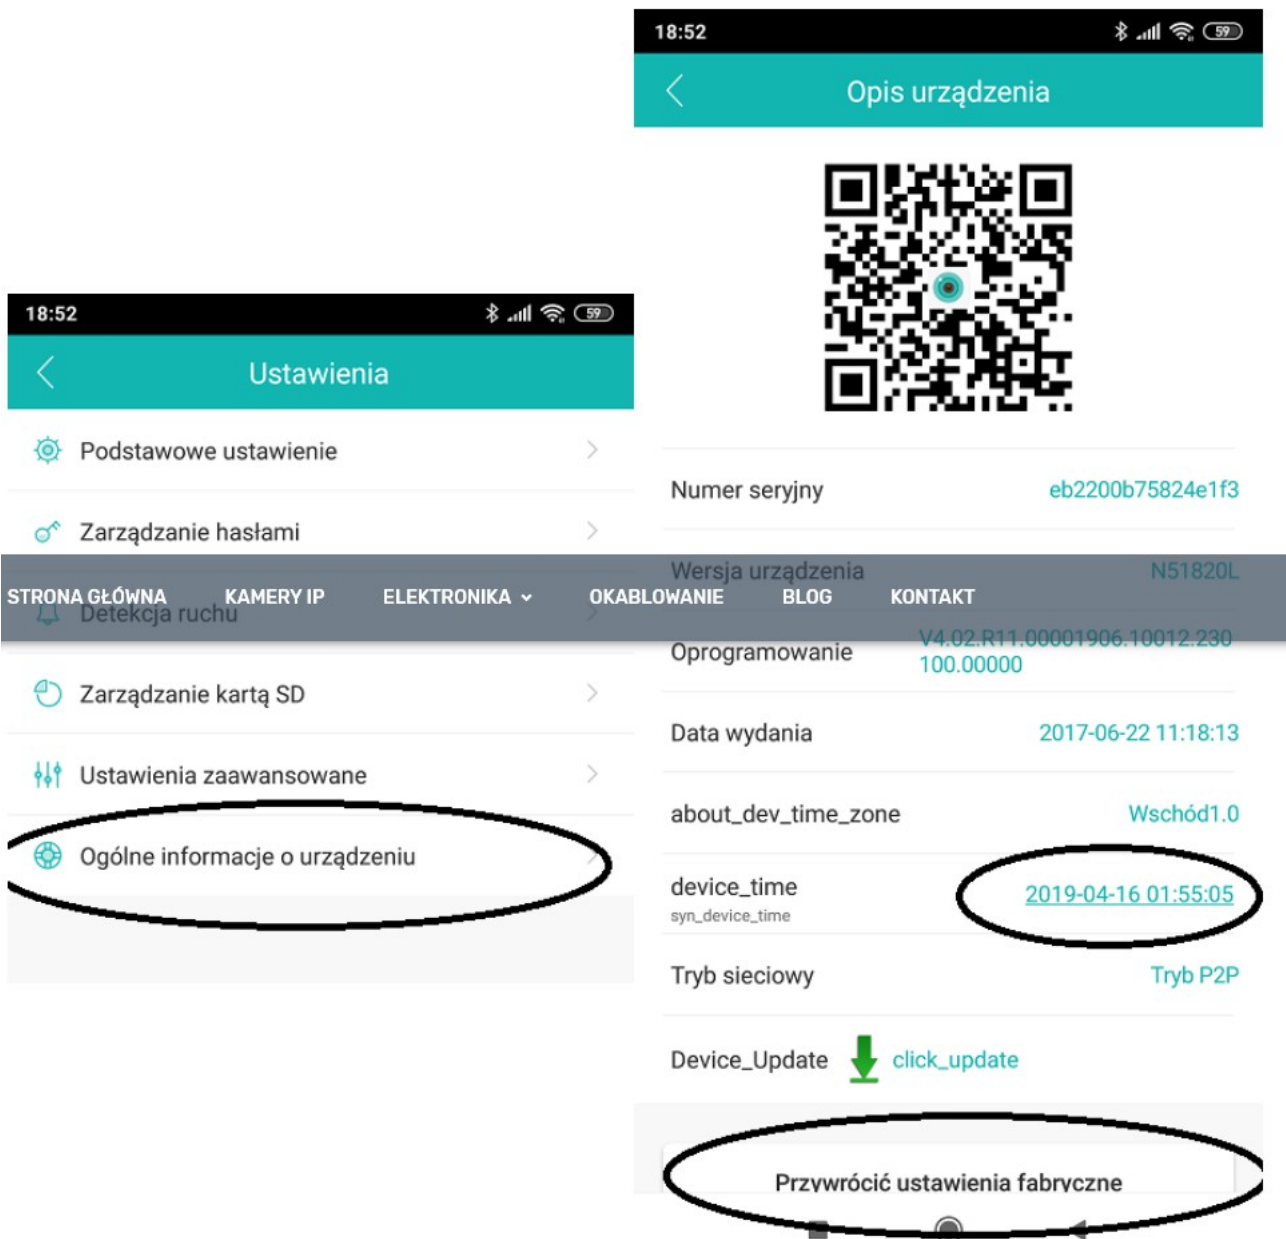 18:52
59
Ustawienia
Podstawowe ustawienie
Zarządzanie hasłami
Detekcja ruchu
Zarządzanie kartą SD
Ustawienia zaawansowane
Ogólne informacje o urządzeniu
STRONA GŁÓWNA KAMERY IP ELEKTRONIKA OKABLOWANIE BLOG KONTAKT
18:52
59
Opis urządzenia
Numer seryjny eb2200b75824e1f3
Wersja urządzenia N51820L
Oprogramowanie V4.02.R11.00001906.10012.230
100.00000
Data wydania 2017-06-22 11:18:13
about_dev_time_zone Wschód1.0
device_time 2019-04-16 01:55:05
syn_device_time
Tryb sieciowy Tryb P2P
Device_Update click_update
Przywrócić ustawienia fabryczne